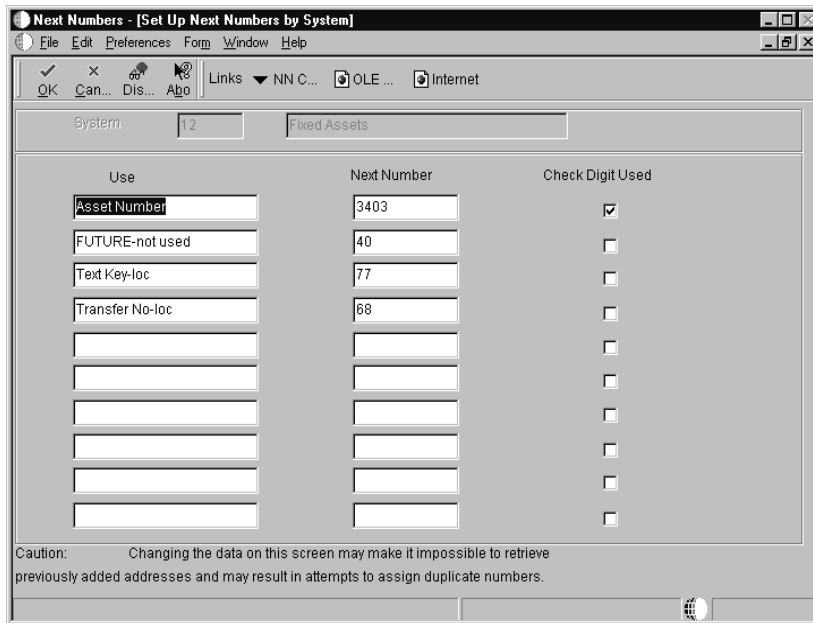 Next Numbers - [Set Up Next Numbers by System]
File Edit Preferences Form Window Help
OK Can... Dis... Abo Links NN C... OLE ... Internet
System 12 Fixed Assets
Use Next Number Check Digit Used
Asset Number 3403
FUTURE-not used 40
Text Key-loc 77
Transfer No-loc 68
Caution: Changing the data on this screen may make it impossible to retrieve
previously added addresses and may result in attempts to assign duplicate numbers.